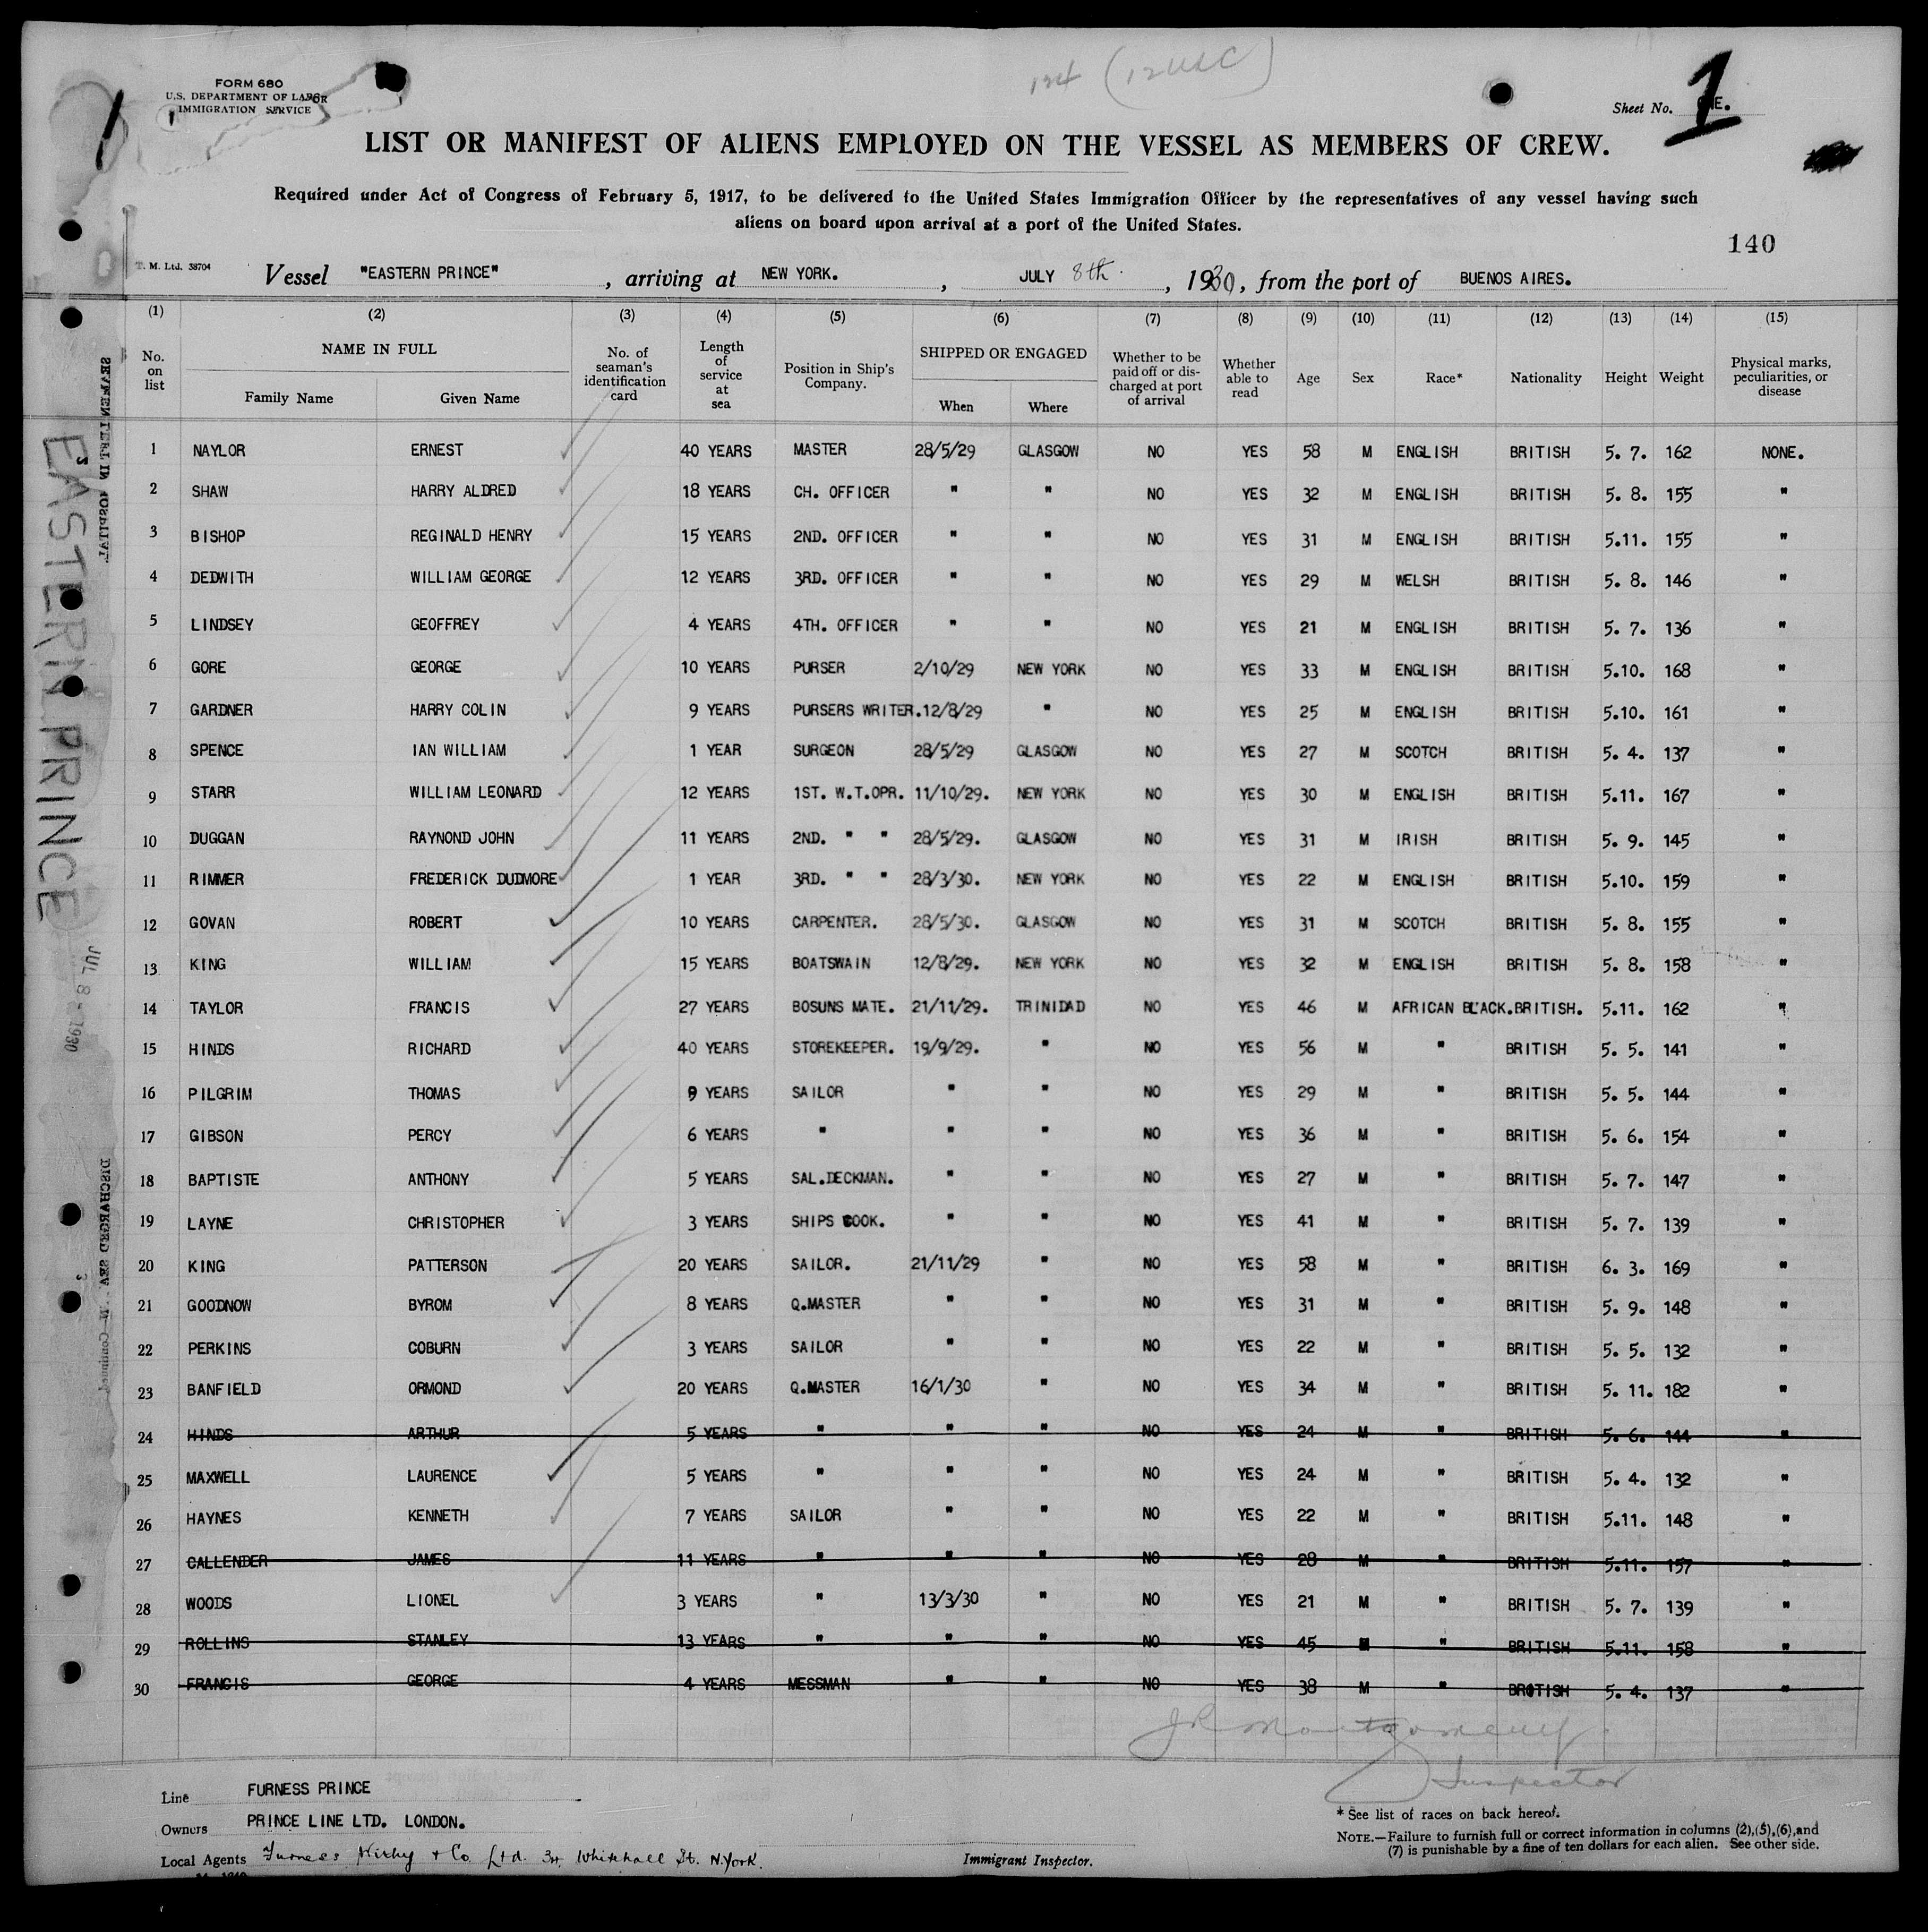 FORM 680
U.S. DEPARTMENT OF LABOR
IMMIGRATION SERVICE
Sheet No.
1
LIST OR MANIFEST OF ALIENS EMPLOYED ON THE VESSEL AS MEMBERS OF CREW.
Required under Act of Congress of February 5, 1917, to be delivered to the United States Immigration Officer by the representatives of any vessel having such
aliens on board upon arrival at a port of the United States.
140
T. M. Ltd. 38704
Vessel "EASTERN PRINCE", arriving at NEW YORK., JULY 8th., 1930, from the port of BUENOS AIRES.
(1) (2) (3) (4) (5) (6) (7) (8) (9) (10) (11) (12) (13) (14) (15)
No. on list NAME IN FULL Family Name Given Name No. of seaman's identification card Length of service at sea Position in Ship's Company. SHIPPED OR ENGAGED When Where Whether to be paid off or discharged at port of arrival Whether able to read Age Sex Race* Nationality Height Weight Physical marks, peculiarities, or disease
1 NAYLOR ERNEST 40 YEARS MASTER 28/5/29 GLASGOW NO YES 58 M ENGLISH BRITISH 5. 7. 162 NONE.
2 SHAW HARRY ALDRED 18 YEARS CH. OFFICER " " NO YES 32 M ENGLISH BRITISH 5. 8. 155 "
3 BISHOP REGINALD HENRY 15 YEARS 2ND. OFFICER " " NO YES 31 M ENGLISH BRITISH 5.11. 155 "
4 DEDWITH WILLIAM GEORGE 12 YEARS 3RD. OFFICER " " NO YES 29 M WELSH BRITISH 5. 8. 146 "
5 LINDSEY GEOFFREY 4 YEARS 4TH. OFFICER " " NO YES 21 M ENGLISH BRITISH 5. 7. 136 "
6 GORE GEORGE 10 YEARS PURSER 2/10/29 NEW YORK NO YES 33 M ENGLISH BRITISH 5.10. 168 "
7 GARDNER HARRY COLIN 9 YEARS PURSERS WRITER. 12/8/29 " NO YES 25 M ENGLISH BRITISH 5.10. 161 "
8 SPENCE IAN WILLIAM 1 YEAR SURGEON 28/5/29 GLASGOW NO YES 27 M SCOTCH BRITISH 5. 4. 137 "
9 STARR WILLIAM LEONARD 12 YEARS 1ST. W.T.OPR. 11/10/29. NEW YORK NO YES 30 M ENGLISH BRITISH 5.11. 167 "
10 DUGGAN RAYNOND JOHN 11 YEARS 2ND. " " 28/5/29. GLASGOW NO YES 31 M IRISH BRITISH 5. 9. 145 "
11 RIMMER FREDERICK DUDMORE 1 YEAR 3RD. " " 28/3/30. NEW YORK NO YES 22 M ENGLISH BRITISH 5.10. 159 "
12 GOVAN ROBERT 10 YEARS CARPENTER. 28/5/30. GLASGOW NO YES 31 M SCOTCH BRITISH 5. 8. 155 "
13 KING WILLIAM 15 YEARS BOATSWAIN 12/8/29. NEW YORK NO YES 32 M ENGLISH BRITISH 5. 8. 158 "
14 TAYLOR FRANCIS 27 YEARS BOSUNS MATE. 21/11/29. TRINIDAD NO YES 46 M AFRICAN BLACK. BRITISH. 5.11. 162 "
15 HINDS RICHARD 40 YEARS STOREKEEPER. 19/9/29. " NO YES 56 M " BRITISH 5. 5. 141 "
16 PILGRIM THOMAS 9 YEARS SAILOR " " NO YES 29 M " BRITISH 5. 5. 144 "
17 GIBSON PERCY 6 YEARS " " " NO YES 36 M " BRITISH 5. 6. 154 "
18 BAPTISTE ANTHONY 5 YEARS SAL.DECKMAN. " " NO YES 27 M " BRITISH 5. 7. 147 "
19 LAYNE CHRISTOPHER 3 YEARS SHIPS COOK. " " NO YES 41 M " BRITISH 5. 7. 139 "
20 KING PATTERSON 20 YEARS SAILOR. 21/11/29 " NO YES 58 M " BRITISH 6. 3. 169 "
21 GOODNOW BYROM 8 YEARS Q.MASTER " " NO YES 31 M " BRITISH 5. 9. 148 "
22 PERKINS COBURN 3 YEARS SAILOR " " NO YES 22 M " BRITISH 5. 5. 132 "
23 BANFIELD ORMOND 20 YEARS Q.MASTER 16/1/30 " NO YES 34 M " BRITISH 5. 11. 182 "
24 HINDS ARTHUR 5 YEARS " " " NO YES 24 M " BRITISH 5. 6. 144 "
25 MAXWELL LAURENCE 5 YEARS " " " NO YES 24 M " BRITISH 5. 4. 132 "
26 HAYNES KENNETH 7 YEARS SAILOR " " NO YES 22 M " BRITISH 5.11. 148 "
27 CALLENDER JAMES 11 YEARS " " " NO YES 28 M " BRITISH 5.11. 157 "
28 WOODS LIONEL 3 YEARS " 13/3/30 " NO YES 21 M " BRITISH 5. 7. 139 "
29 ROLLINS STANLEY 13 YEARS " " " NO YES 45 M " BRITISH 5.11. 158 "
30 FRANCIS GEORGE 4 YEARS MESSMAN " " NO YES 38 M " BROTISH 5. 4. 137 "
J R Montgomery
Inspector
Line FURNESS PRINCE
Owners PRINCE LINE LTD. LONDON.
Local Agents Furness Withy & Co. Ltd. 34 Whitehall St. N.York.
Immigrant Inspector.
* See list of races on back hereof.
NOTE.—Failure to furnish full or correct information in columns (2),(5),(6),and
(7) is punishable by a fine of ten dollars for each alien. See other side.
EASTERN PRINCE
JUL 8 - 1930
SEAMEN LEFT IN HOSPITAL